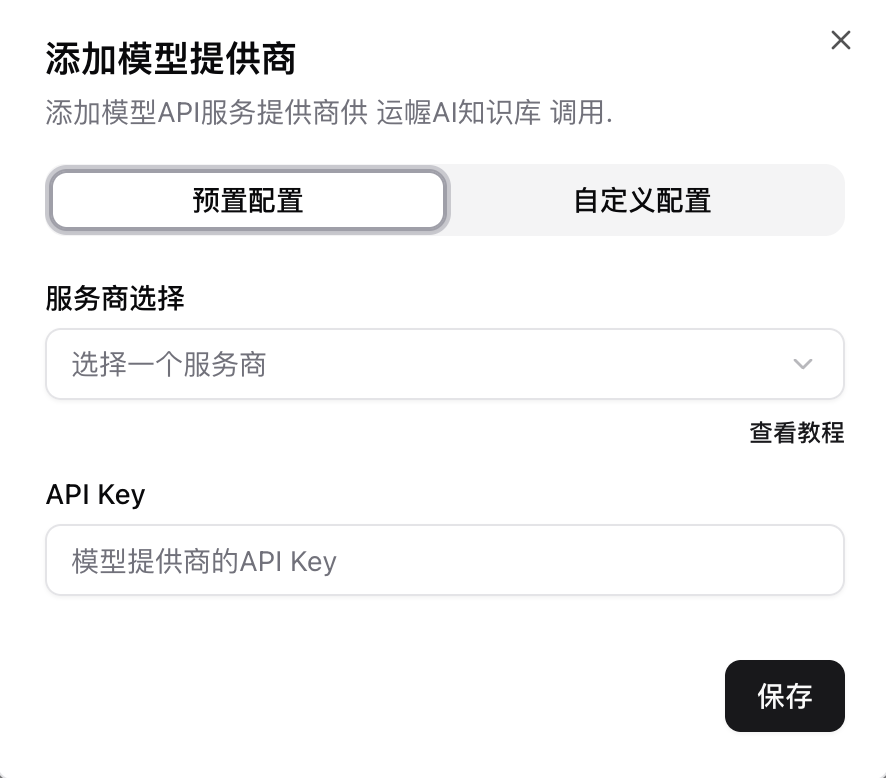 添加模型提供商
添加模型API服务提供商供 运幄AI知识库 调用.
预置配置
自定义配置
服务商选择
选择一个服务商
查看教程
API Key
模型提供商的API Key
保存